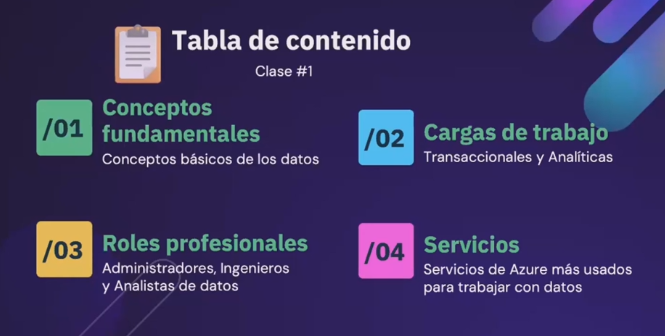 Tabla de contenido
Clase #1
/01
Conceptos
fundamentales
Conceptos básicos de los datos
/02
Cargas de trabajo
Transaccionales y Analíticas
/03
Roles profesionales
Administradores, Ingenieros
y Analistas de datos
/04
Servicios
Servicios de Azure más usados
para trabajar con datos